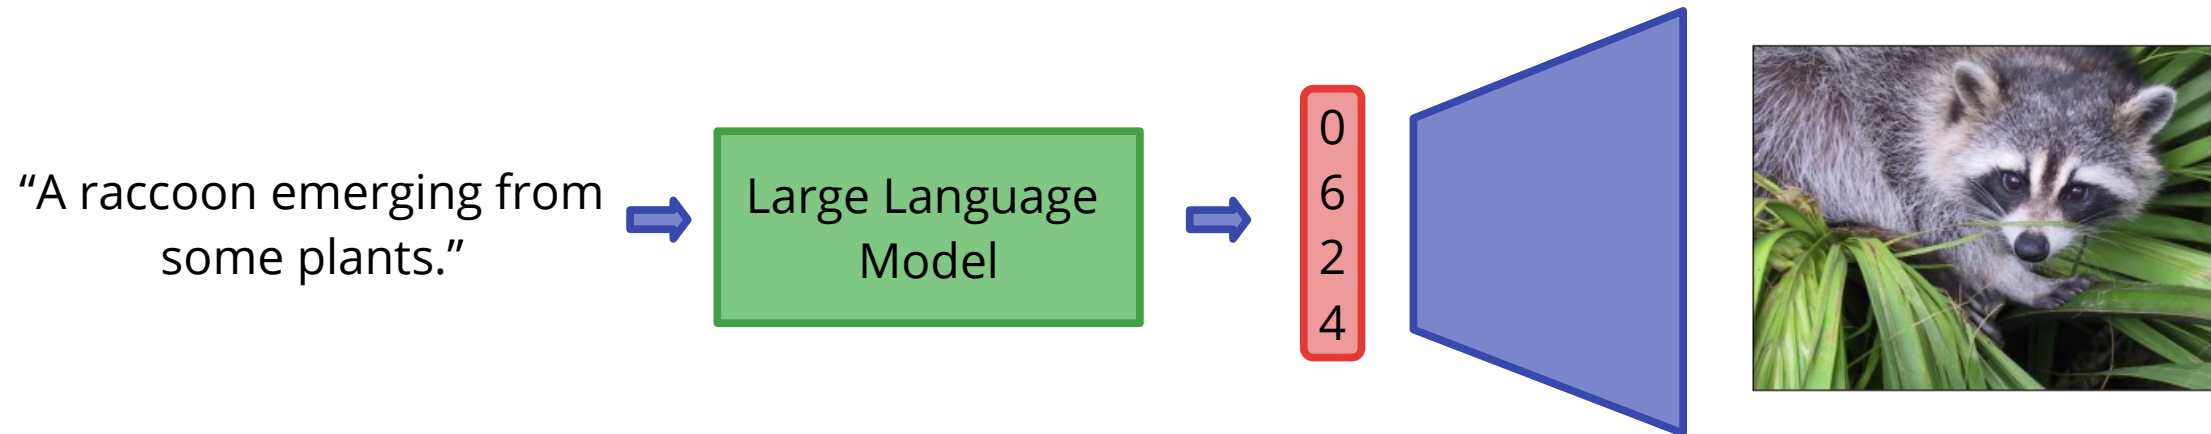 “A raccoon emerging from
some plants.”
Large Language
Model
0
6
2
4